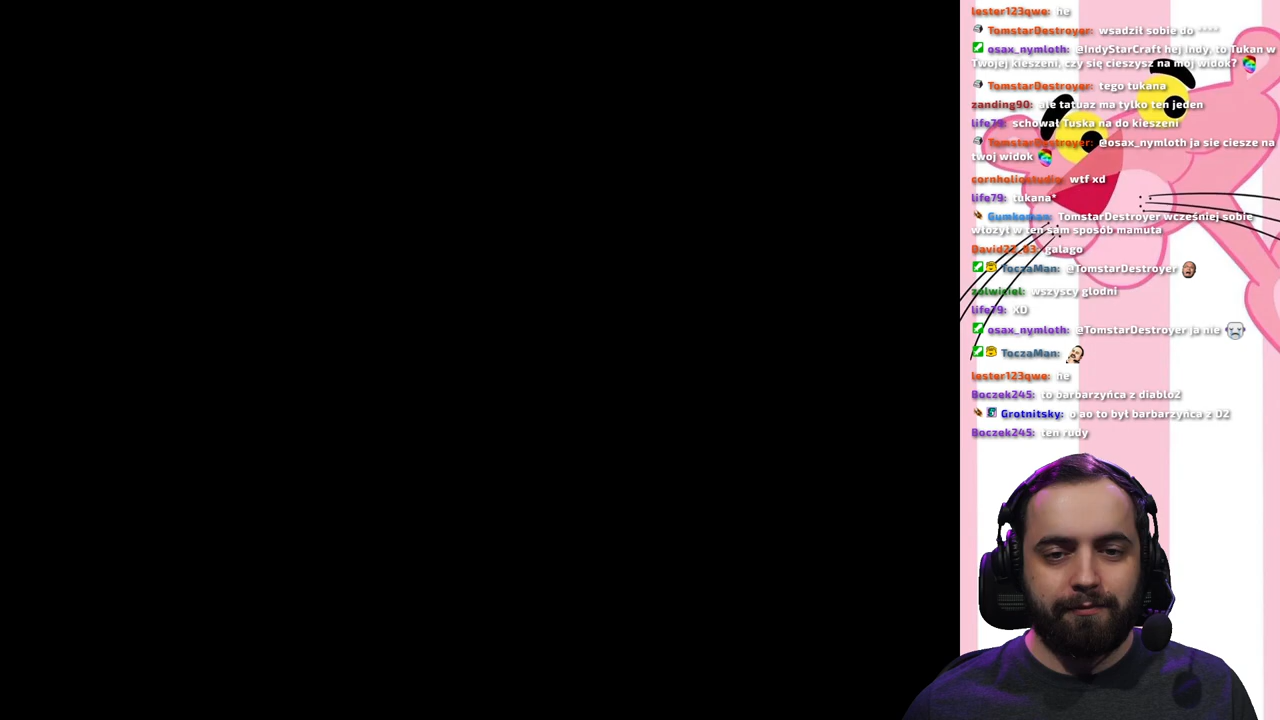 lester123qwe: he
TomstarDestroyer: wsadził sobie do ****
osax_nymloth: @IndyStarCraft hej Indy, to Tukan w
Twojej kieszeni, czy się cieszysz na mój widok?
TomstarDestroyer: tego tukana
zanding90: ale tatuaz ma tylko ten jeden
life79: schował Tuska na do kieszeni
TomstarDestroyer: @osax_nymloth ja sie ciesze na
twoj widok
cornholiostudio: wtf xd
life79: tukana*
Gumkoman: TomstarDestroyer wcześniej sobie
włożył w ten sam sposób mamuta
galago
ToczaMan: @TomstarDestroyer
zolwiciel: wszyscy głodni
life79: XD
osax_nymloth: @TomstarDestroyer ja nie
ToczaMan:
lester123qwe: he
Boczek245: to barbarzyńca z diablo2
Grotnitsky: o ao to był barbarzyńca z D2
Boczek245: ten rudy